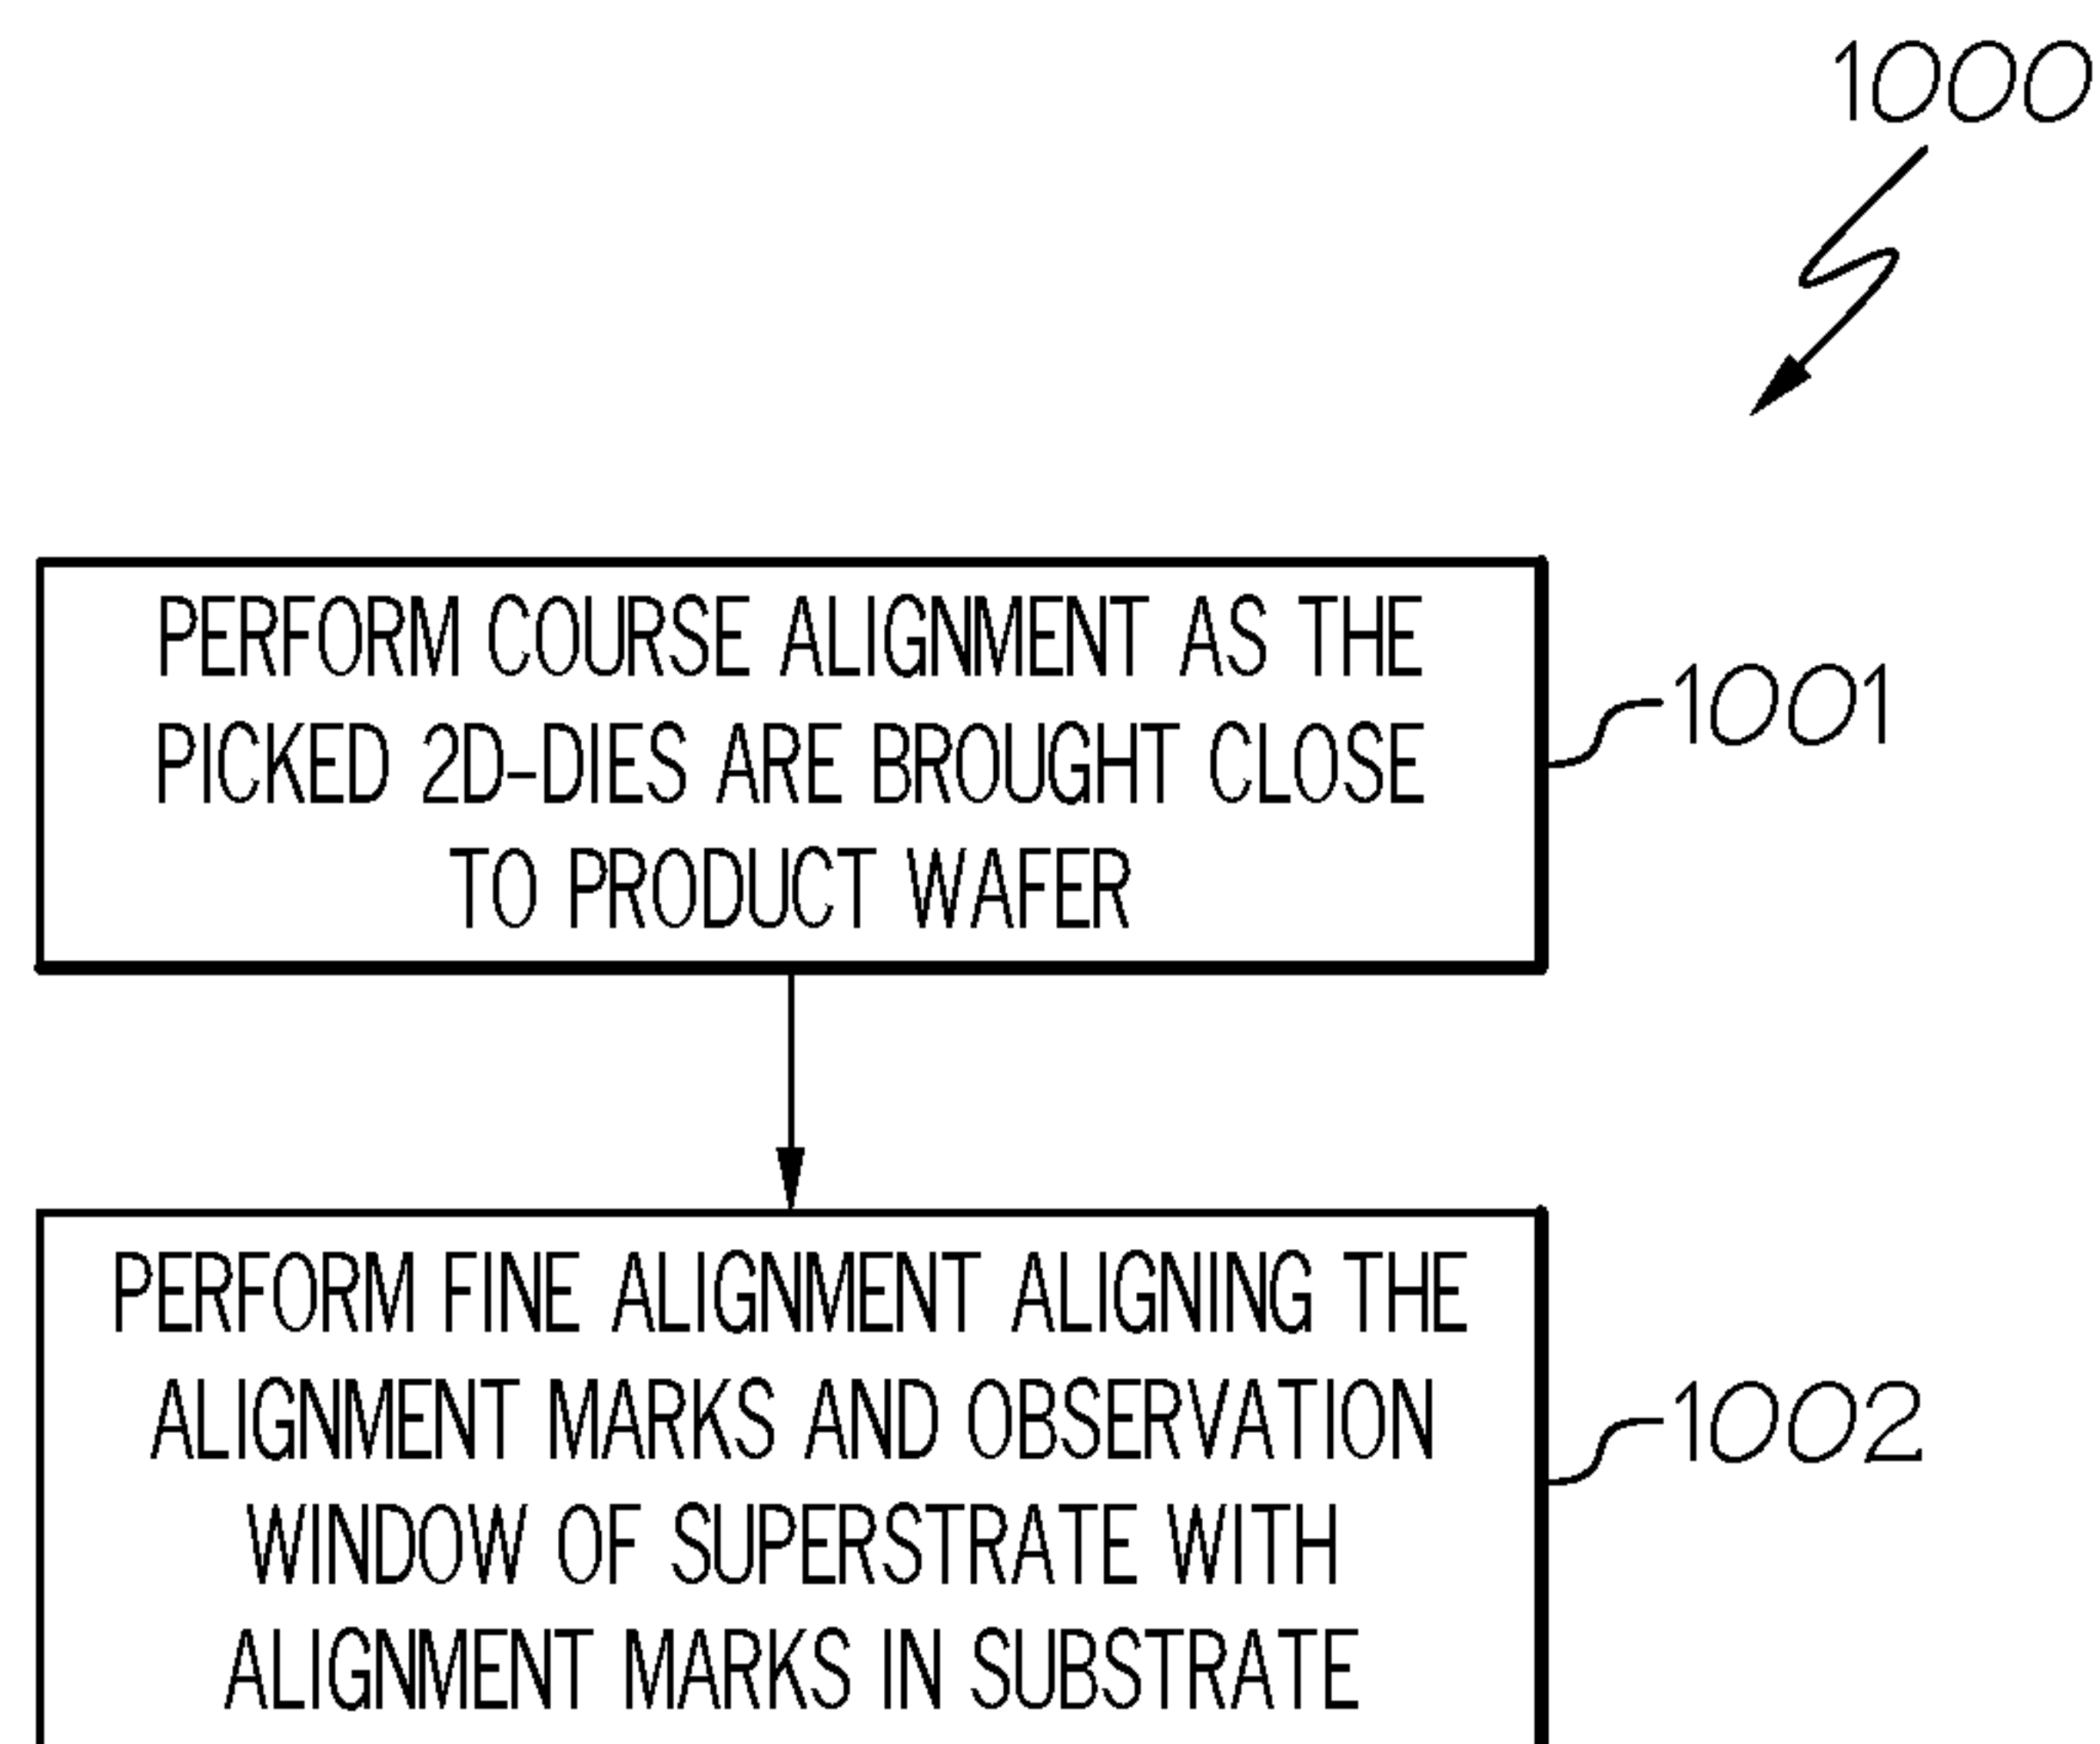 1000
PERFORM COURSE ALIGNMENT AS THE
PICKED 2D-DIES ARE BROUGHT CLOSE
TO PRODUCT WAFER
1001
PERFORM FINE ALIGNMENT ALIGNING THE
ALIGNMENT MARKS AND OBSERVATION
WINDOW OF SUPERSTRATE WITH
ALIGNMENT MARKS IN SUBSTRATE
1002